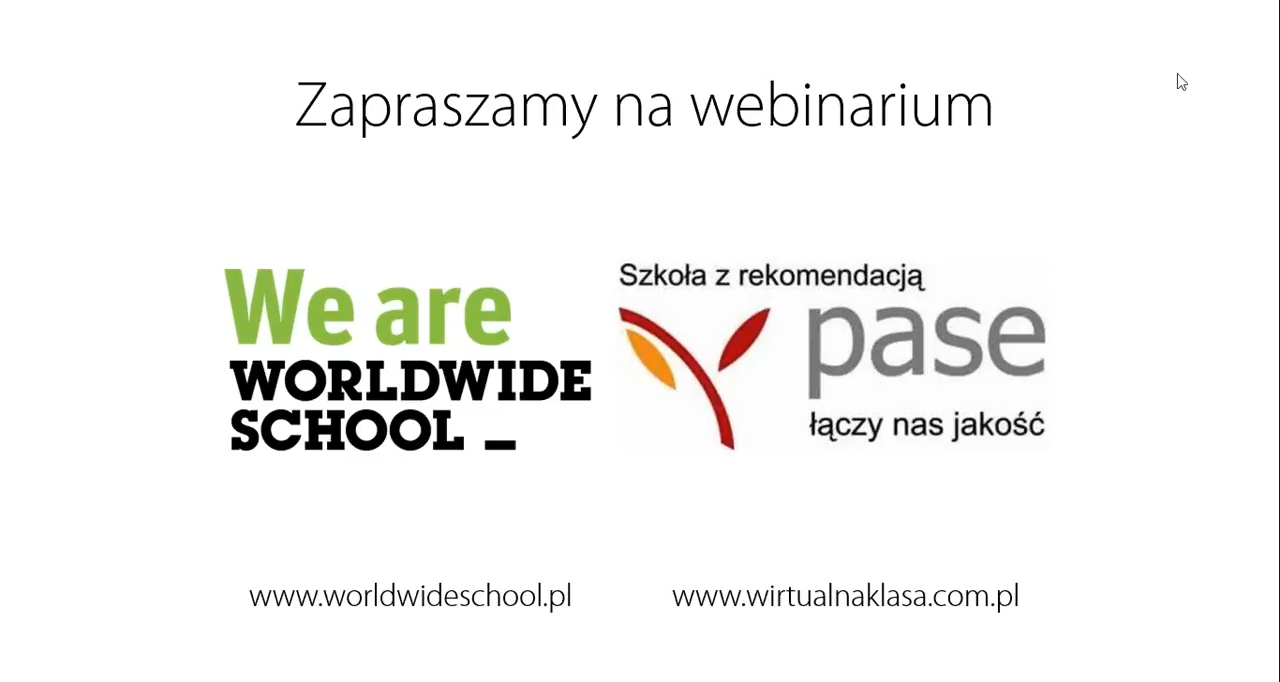 Zapraszamy na webinarium
We are
WORLDWIDE
SCHOOL _
Szkoła z rekomendacją
pase
łączy nas jakość
www.worldwideschool.pl
www.wirtualnaklasa.com.pl